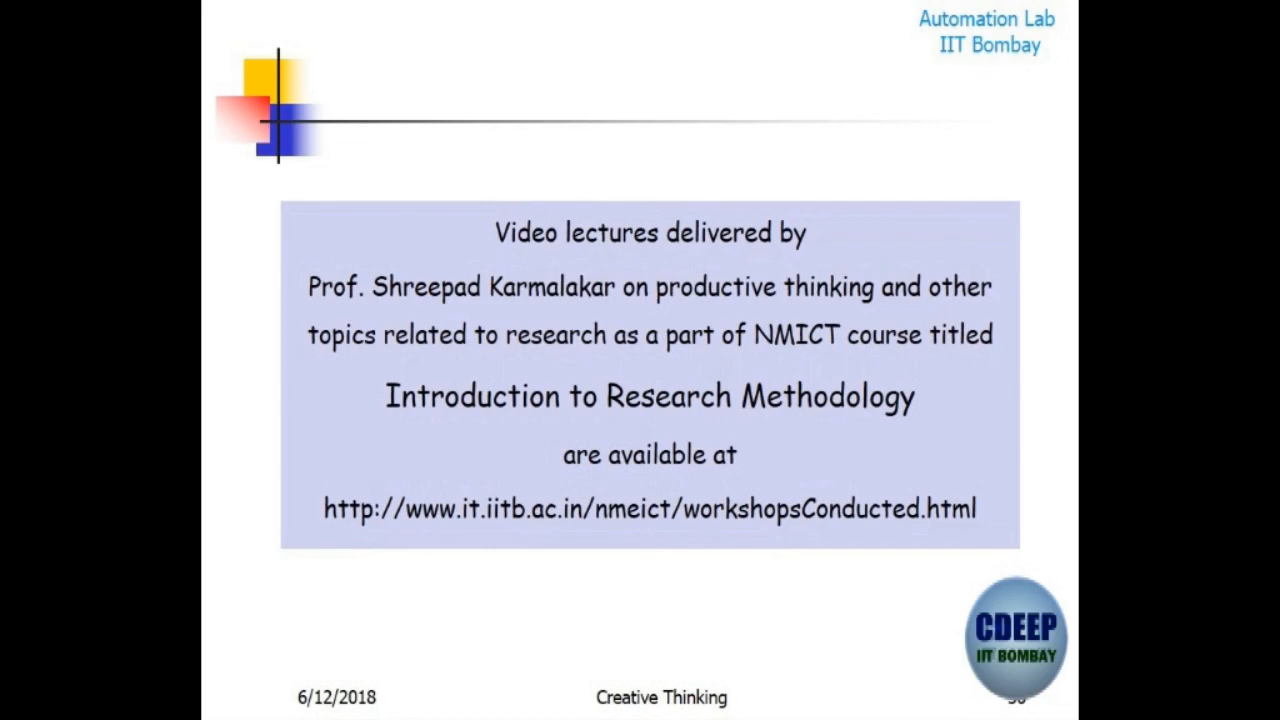 Automation Lab
IIT Bombay
Video lectures delivered by
Prof. Shreepad Karmalakar on productive thinking and other
topics related to research as a part of NMICT course titled
Introduction to Research Methodology
are available at
http://www.it.iitb.ac.in/nmeict/workshopsConducted.html
CDEEP
IIT BOMBAY
6/12/2018
Creative Thinking